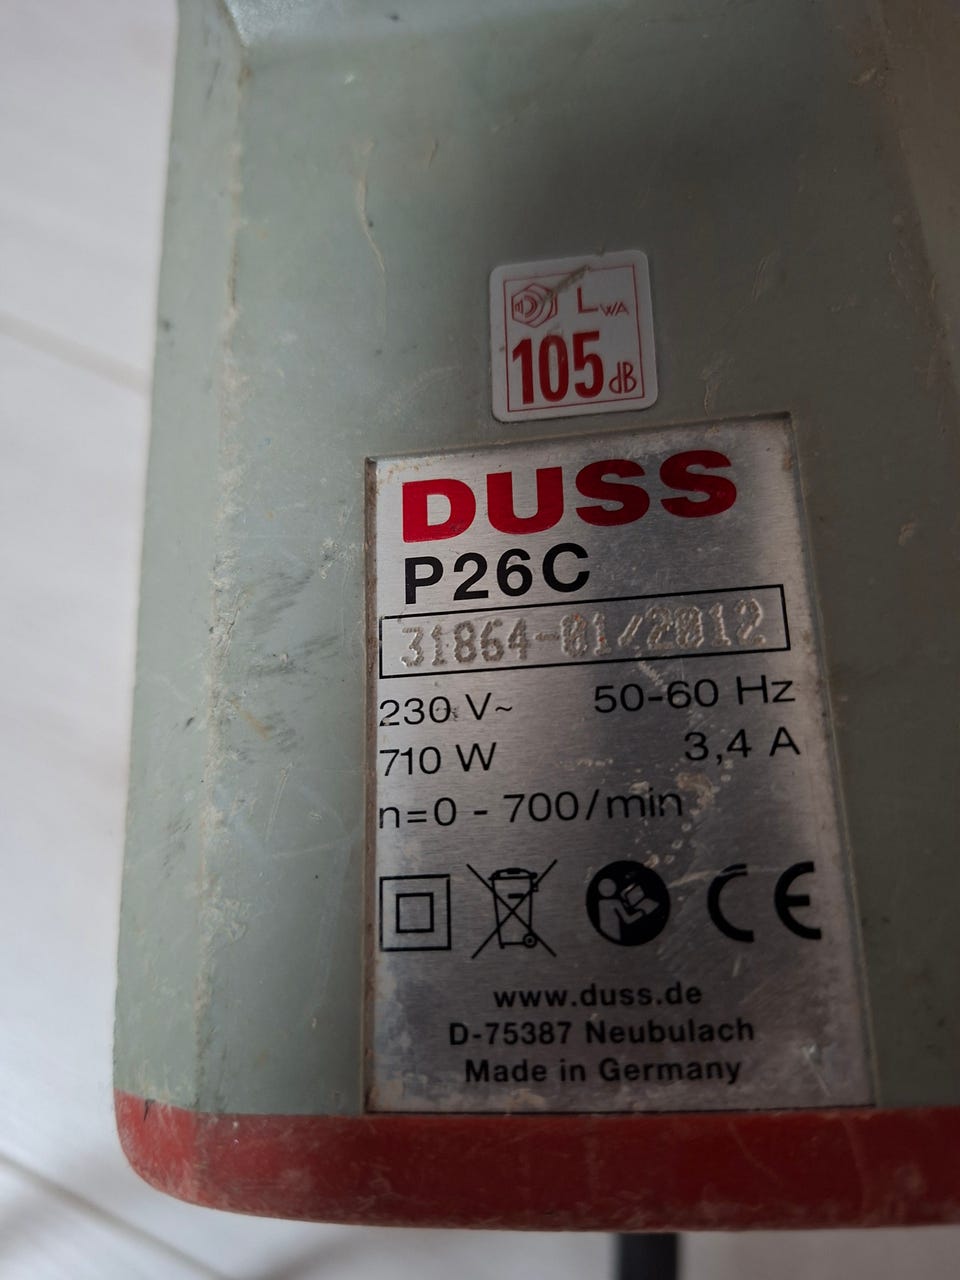 LWA
105 dB
DUSS
P26C
31864-01/2012
230 V~ 50-60 Hz
710 W 3,4 A
n=0 - 700/min
CE
www.duss.de
D-75387 Neubulach
Made in Germany